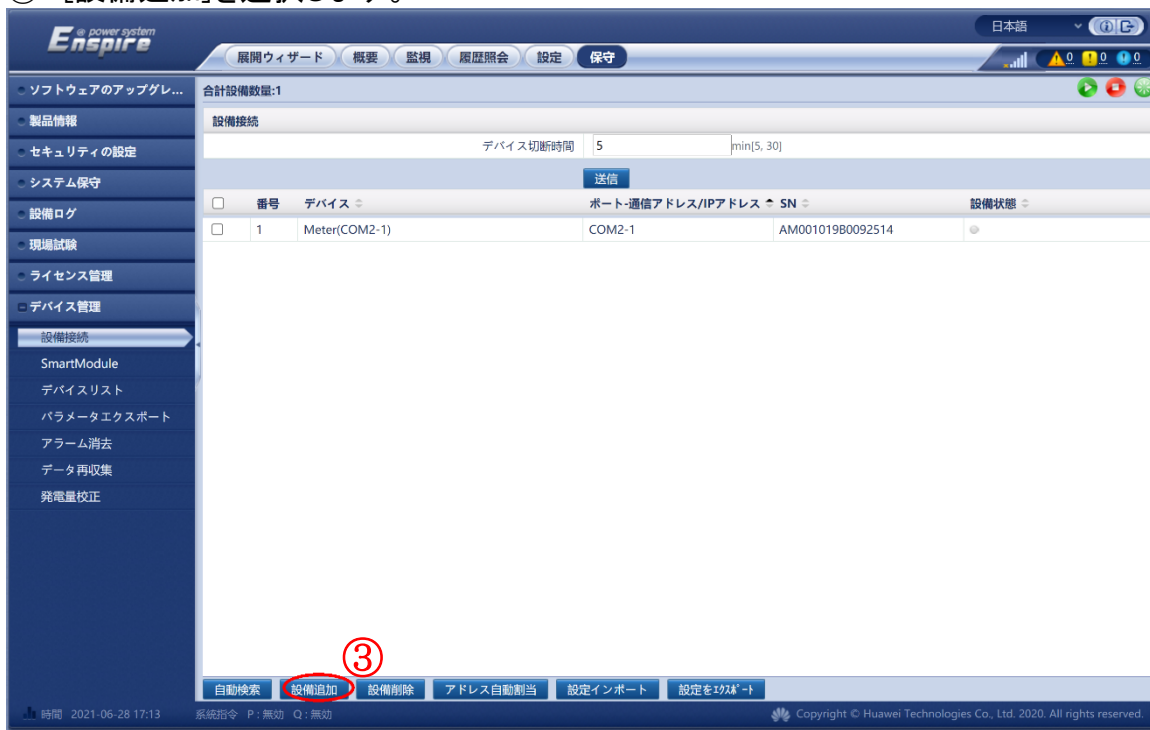 [設備追加]を選択します。
e power system
Enspire
日本語
展開ウィザード 概要 監視 履歴照会 設定 保守
0 0 0
ソフトウェアのアップグレ...
合計設備数量:1
製品情報
設備接続
セキュリティの設定
デバイス切断時間 5 min[5, 30]
システム保守
送信
設備ログ
番号 デバイス ポート-通信アドレス/IPアドレス SN 設備状態
1 Meter(COM2-1) COM2-1 AM001019B0092514
現場試験
ライセンス管理
デバイス管理
設備接続
SmartModule
デバイスリスト
パラメータエクスポート
アラーム消去
データ再収集
発電量校正
③
自動検索 設備追加 設備削除 アドレス自動割当 設定インポート 設定をｴｸｽﾎﾟｰﾄ
時間 2021-06-28 17:13 系統指令 P : 無効 Q : 無効 Copyright © Huawei Technologies Co., Ltd. 2020. All rights reserved.